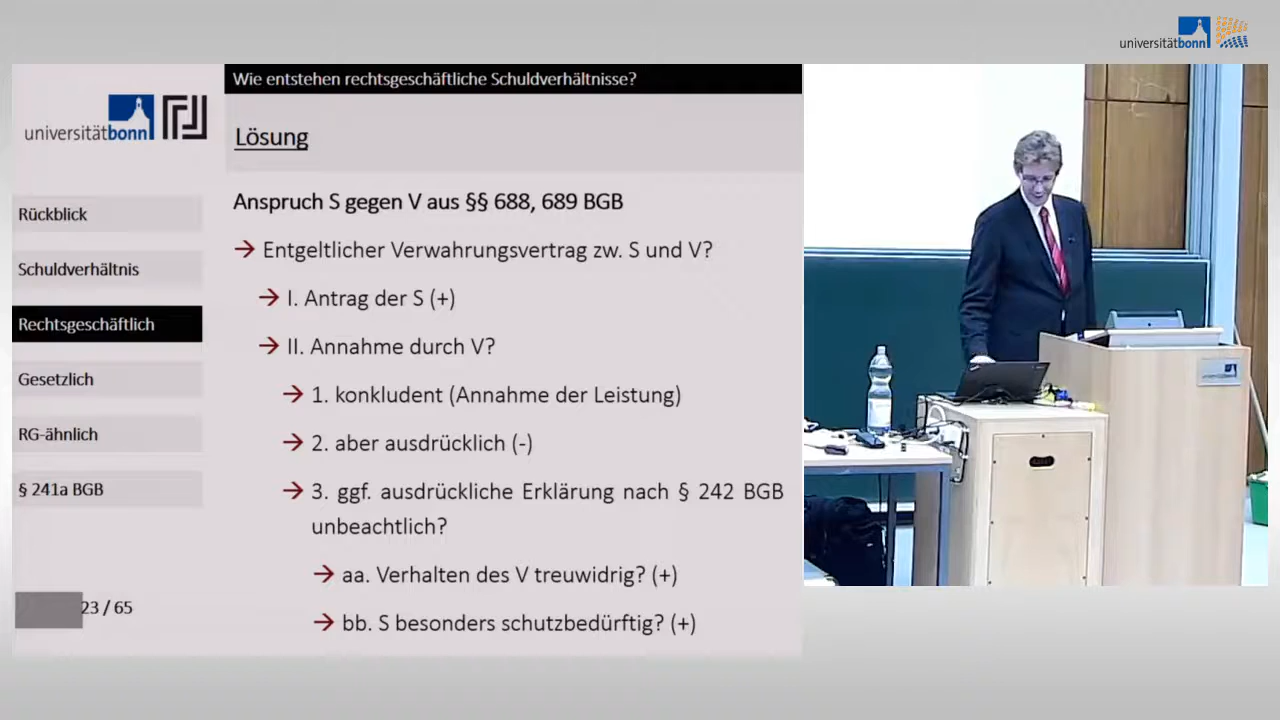 universitätbonn
Wie entstehen rechtsgeschäftliche Schuldverhältnisse?
universitätbonn
Lösung
Rückblick
Schuldverhältnis
Rechtsgeschäftlich
Gesetzlich
RG-ähnlich
§ 241a BGB
23 / 65
Anspruch S gegen V aus §§ 688, 689 BGB
→ Entgeltlicher Verwahrungsvertrag zw. S und V?
→ I. Antrag der S (+)
→ II. Annahme durch V?
→ 1. konkludent (Annahme der Leistung)
→ 2. aber ausdrücklich (-)
→ 3. ggf. ausdrückliche Erklärung nach § 242 BGB
unbeachtlich?
→ aa. Verhalten des V treuwidrig? (+)
→ bb. S besonders schutzbedürftig? (+)